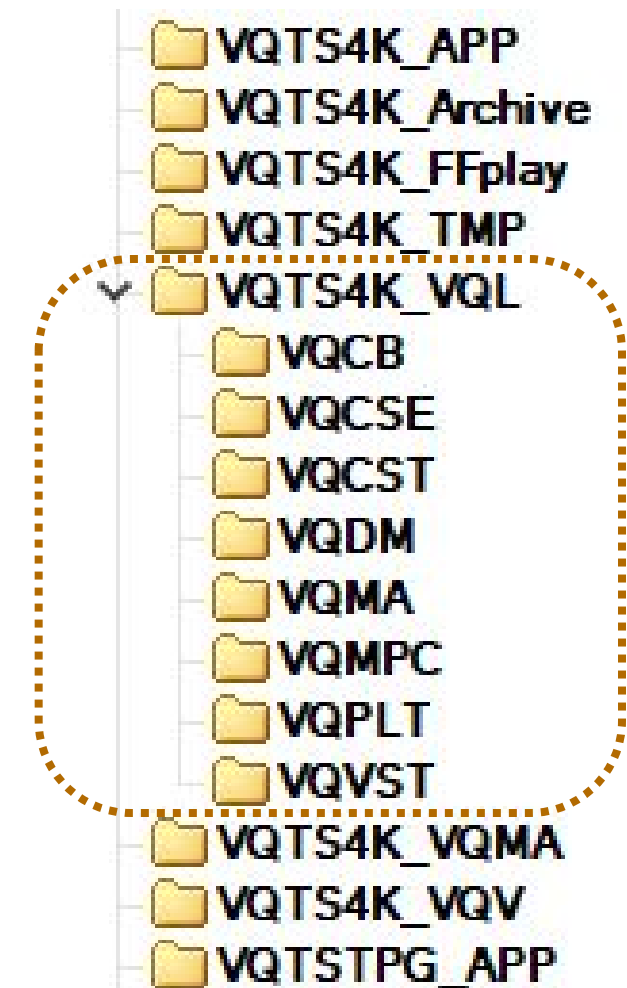 VQTS4K_APP
VQTS4K_Archive
VQTS4K_FFplay
VQTS4K_TMP
VQTS4K_VQL
VQCB
VQCSE
VQCST
VQDM
VQMA
VQMPC
VQPLT
VQVST
VQTS4K_VQMA
VQTS4K_VQV
VQTSTPG_APP